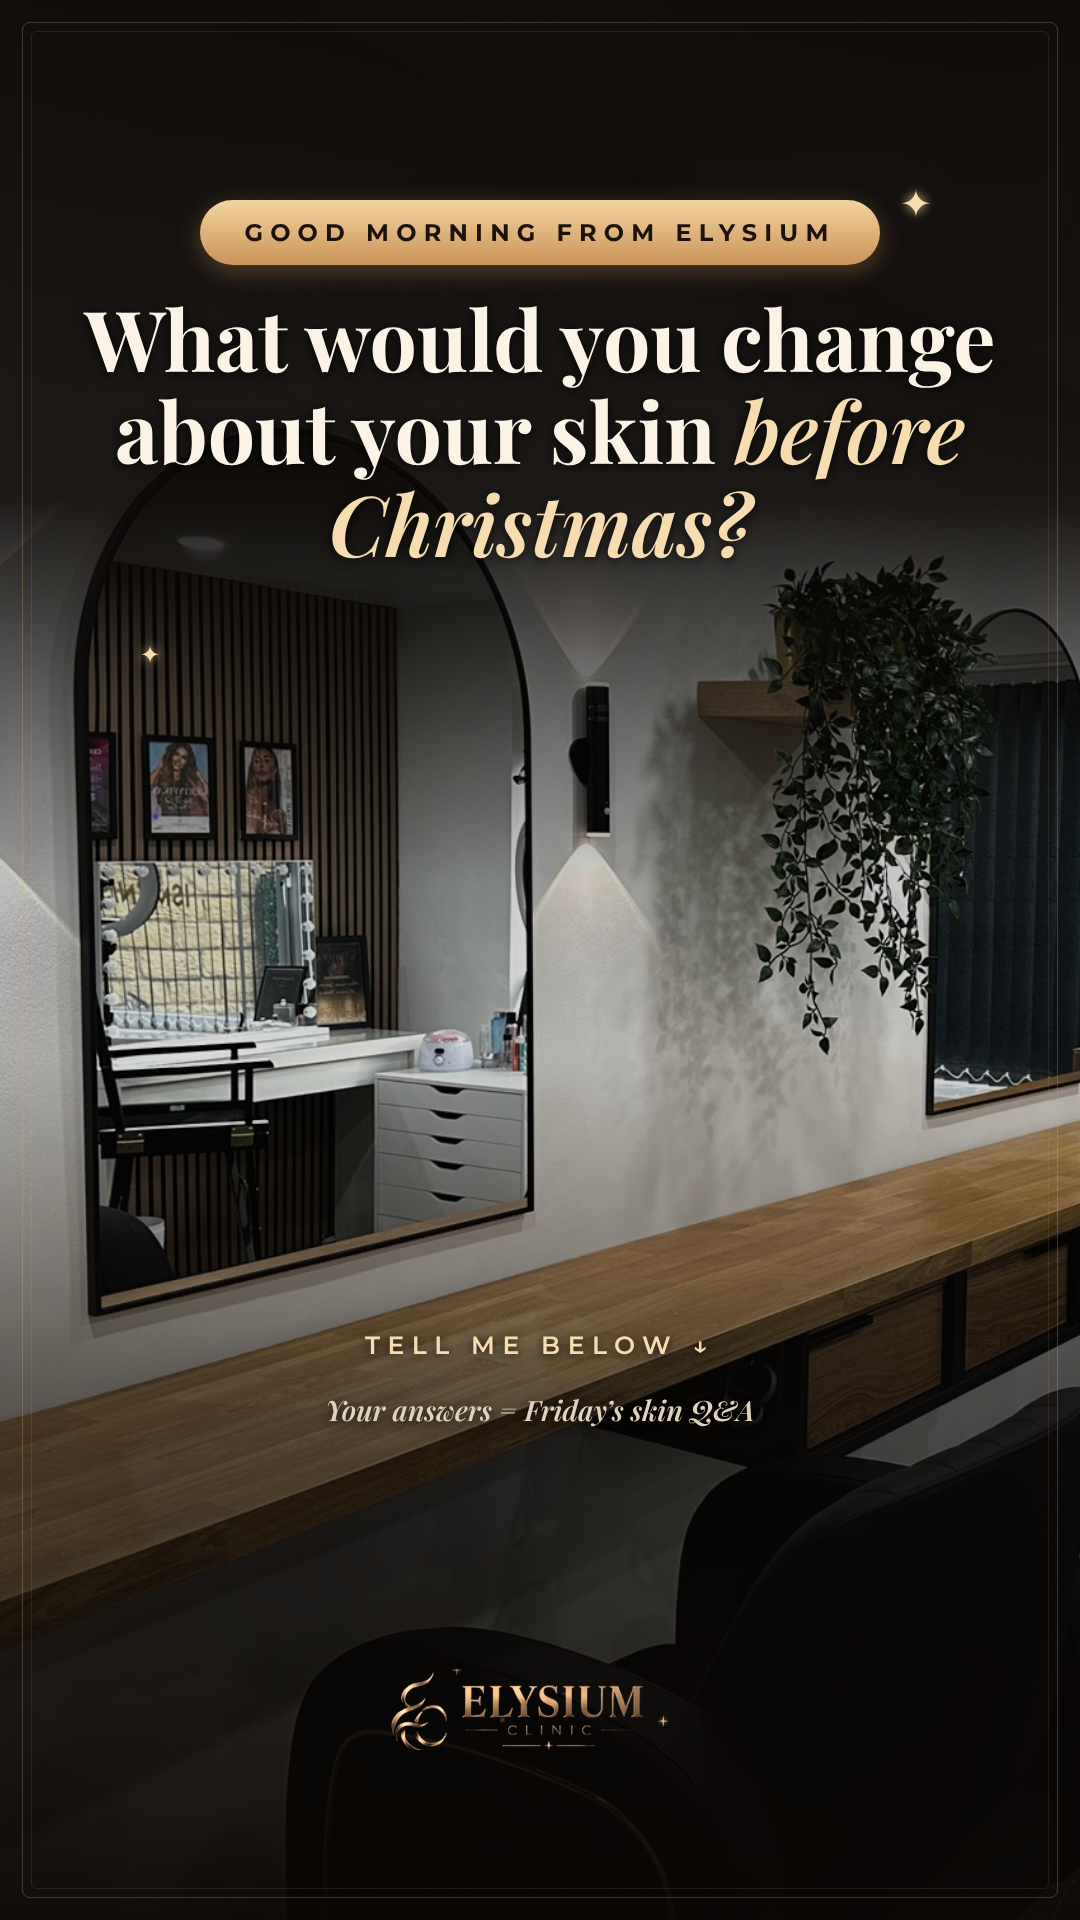 GOOD MORNING FROM ELYSIUM
What would you change
about your skin before
Christmas?
TELL ME BELOW ↓
Your answers = Friday's skin Q&A
ELYSIUM
CLINIC